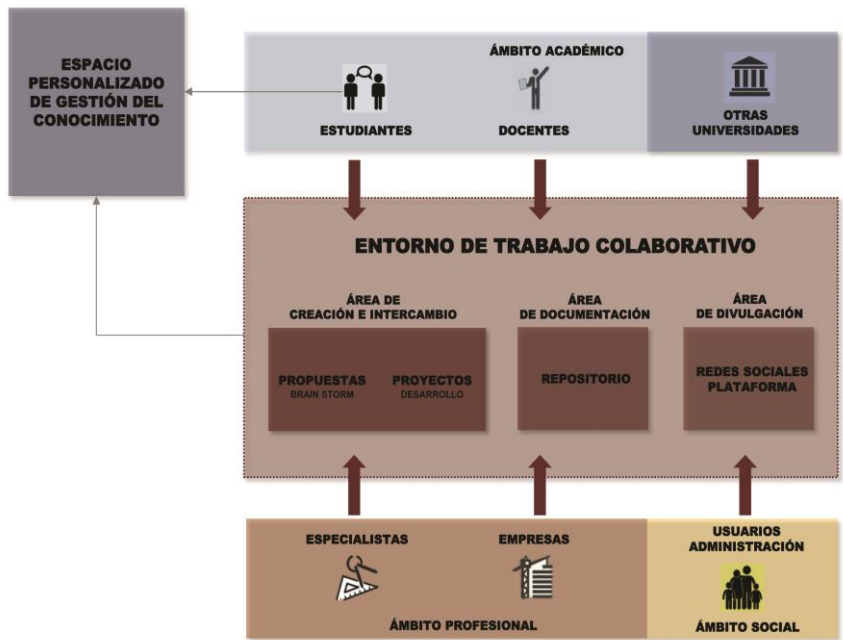 ESPACIO
PERSONALIZADO
DE GESTIÓN DEL
CONOCIMIENTO
ÁMBITO ACADÉMICO
ESTUDIANTES
DOCENTES
OTRAS
UNIVERSIDADES
ENTORNO DE TRABAJO COLABORATIVO
ÁREA DE
CREACIÓN E INTERCAMBIO
PROPUESTAS
BRAIN STORM
PROYECTOS
DESARROLLO
ÁREA
DE DOCUMENTACIÓN
REPOSITORIO
ÁREA
DE DIVULGACIÓN
REDES SOCIALES
PLATAFORMA
ESPECIALISTAS
EMPRESAS
ÁMBITO PROFESIONAL
USUARIOS
ADMINISTRACIÓN
ÁMBITO SOCIAL